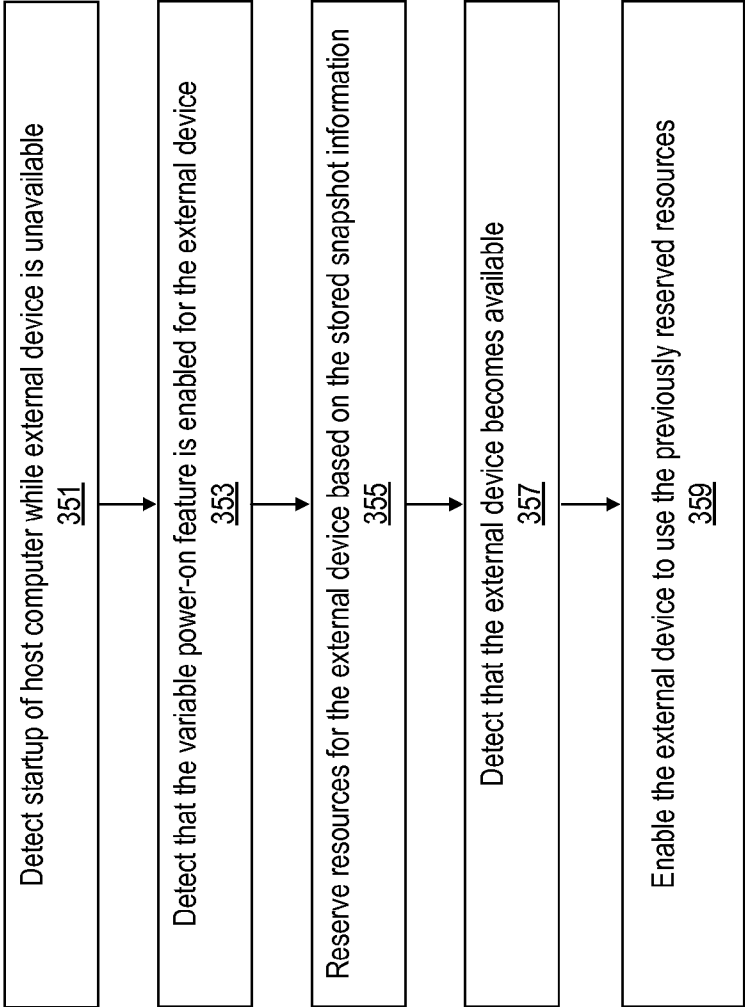 Detect startup of host computer while external device is unavailable
351
Detect that the variable power-on feature is enabled for the external device
353
Reserve resources for the external device based on the stored snapshot information
355
Detect that the external device becomes available
357
Enable the external device to use the previously reserved resources
359